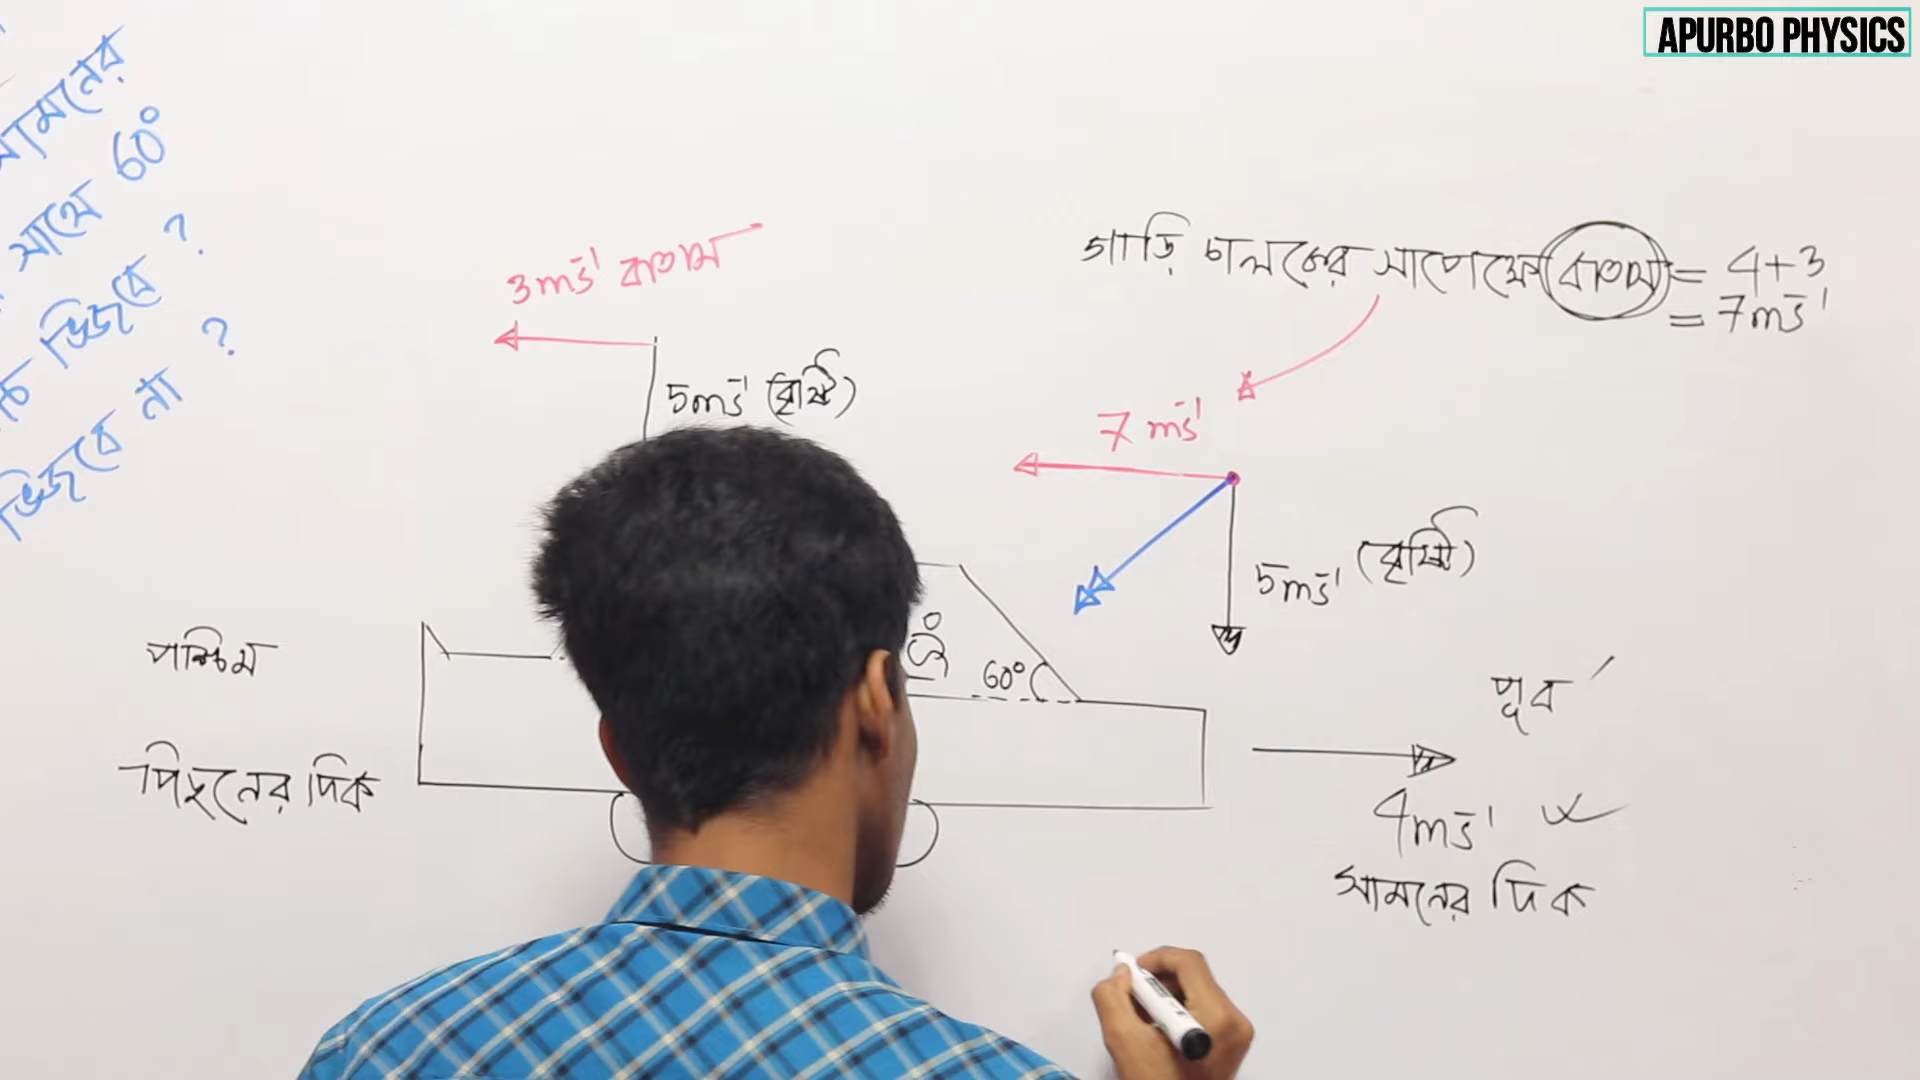 APURBO PHYSICS
সামনের
সাথে 60°
ভিজবে ?
ভিজবে না ?
3ms⁻¹ বাতাস
5ms⁻¹ (বৃষ্টি)
গাড়ি চালকের সাপেক্ষে বাতাস = 4+3
= 7ms⁻¹
7 ms⁻¹
5ms⁻¹ (বৃষ্টি)
60°
পশ্চিম
পিছনের দিক
পূর্ব
4ms⁻¹
সামনের দিক